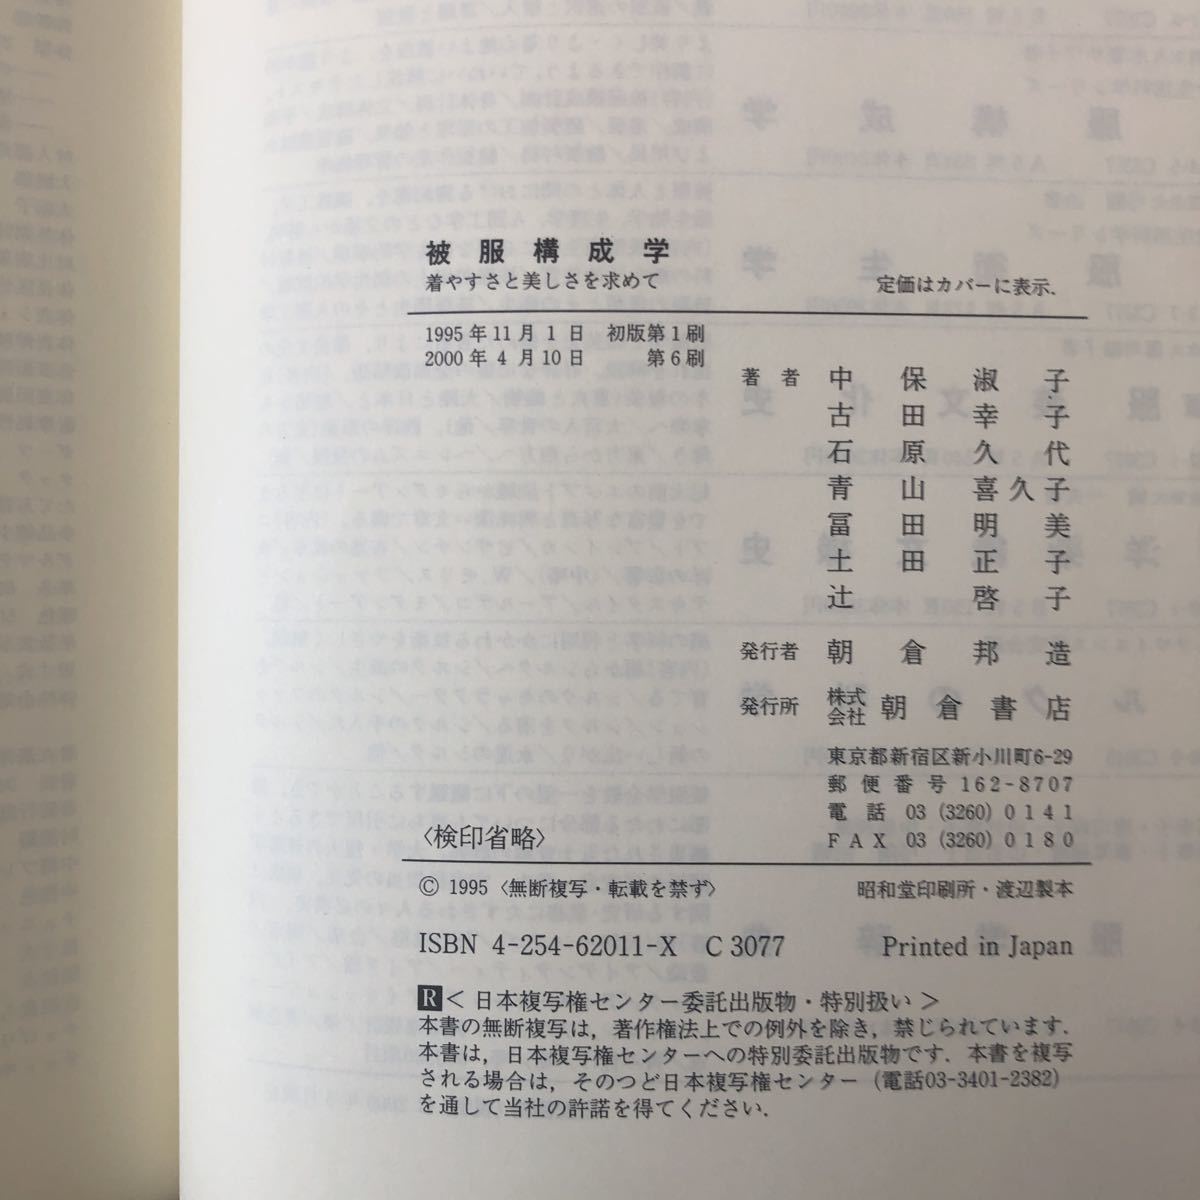 被服構成学
着やすさと美しさを求めて
定価はカバーに表示.
1995年11月1日 初版第1刷
2000年4月10日 第6刷
著者 中保淑子
古田幸子
石原久代
青山喜久子
冨田明美
土田正子
辻啓子
発行者 朝倉邦造
発行所 株式会社 朝倉書店
東京都新宿区新小川町6-29
郵便番号 162-8707
電話 03(3260)0141
FAX 03(3260)0180
〈検印省略〉
© 1995〈無断複写・転載を禁ず〉 昭和堂印刷所・渡辺製本
ISBN 4-254-62011-X C3077 Printed in Japan
R<日本複写権センター委託出版物・特別扱い>
本書の無断複写は,著作権法上での例外を除き,禁じられています.
本書は,日本複写権センターへの特別委託出版物です.本書を複写
される場合は,そのつど日本複写権センター(電話03-3401-2382)
を通して当社の許諾を得てください.